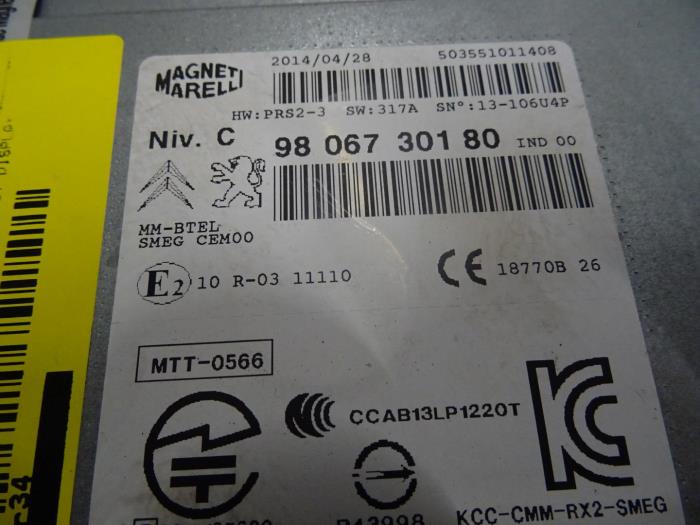 MAGNETI
MARELLI
2014/04/28
503551011408
HW:PRS2-3 SW:317A SN°:13-106U4P
Niv. C
98 067 301 80 IND 00
MM-BTEL
SMEG CEM00
E2 10 R-03 11110
CE 18770B 26
MTT-0566
CCAB13LP1220T
KCC-CMM-RX2-SMEG
C34